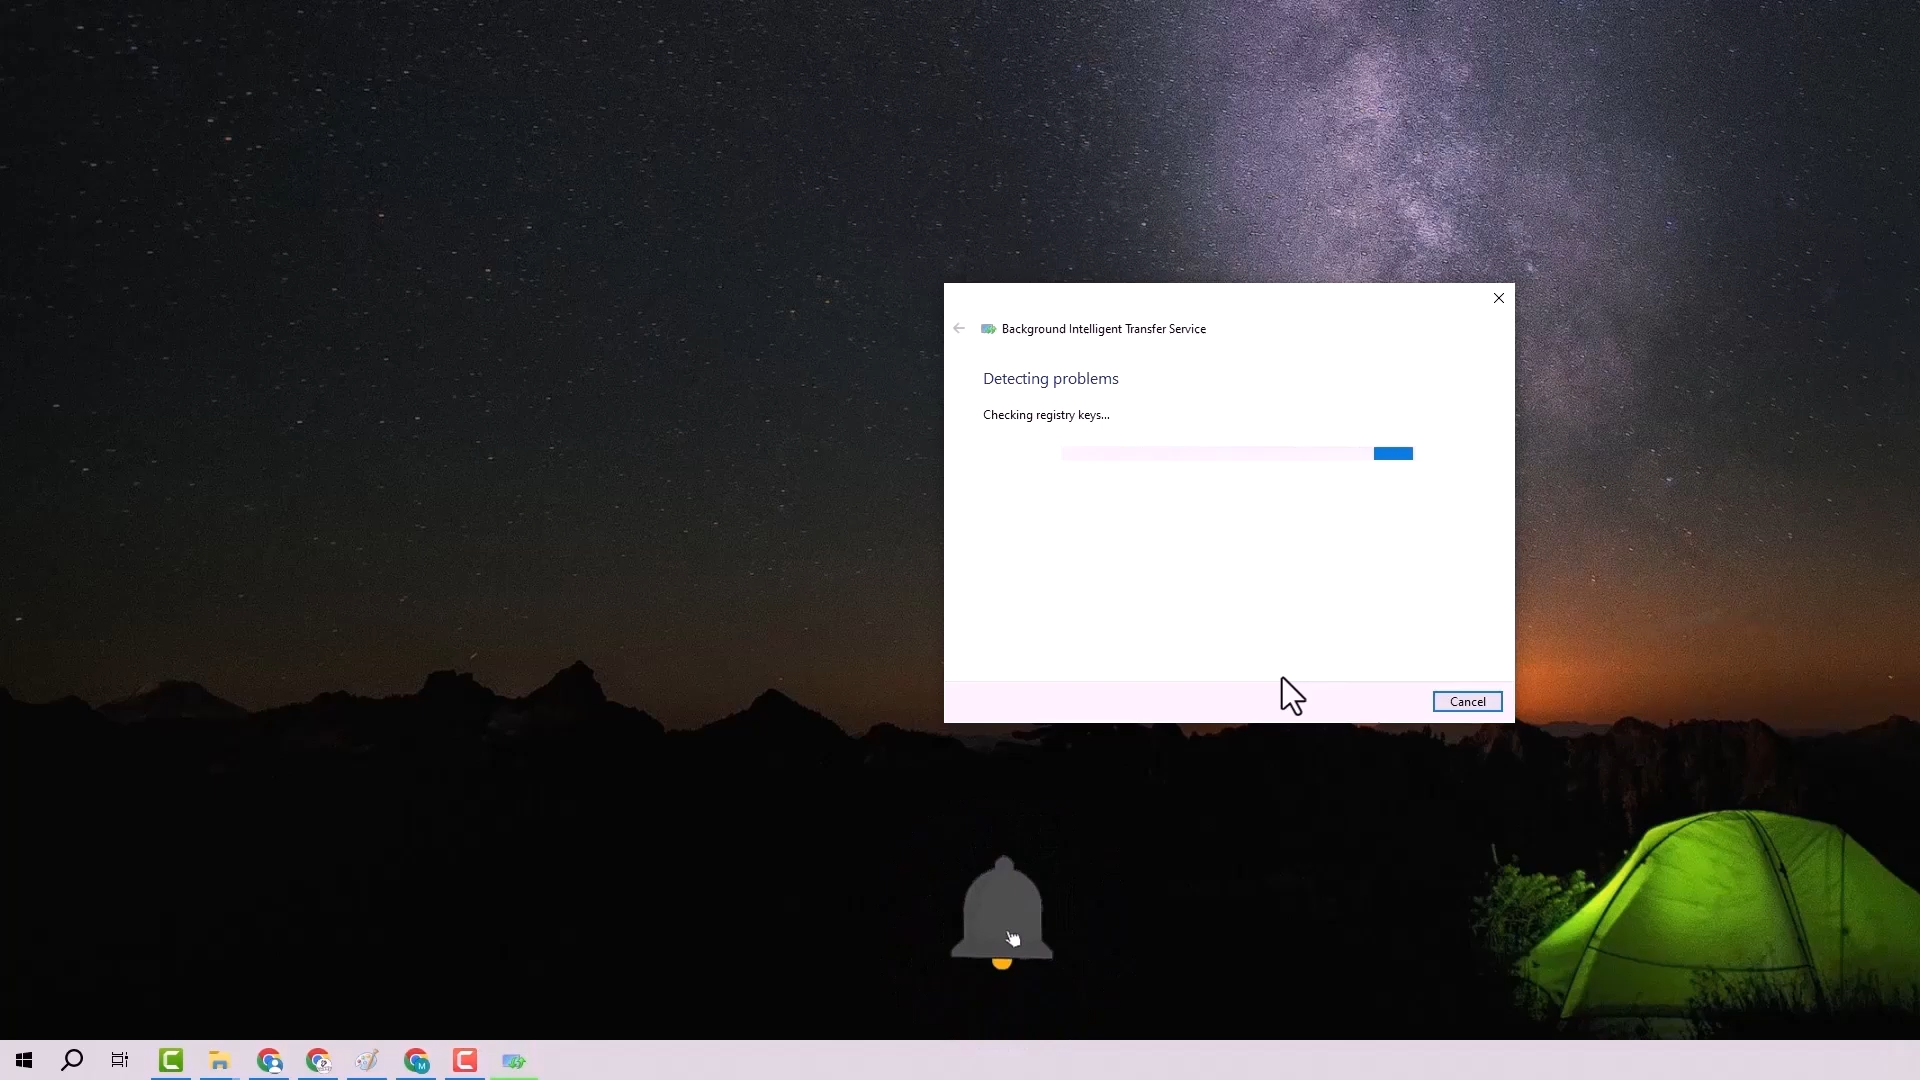 Background Intelligent Transfer Service
Detecting problems
Checking registry keys...
Cancel